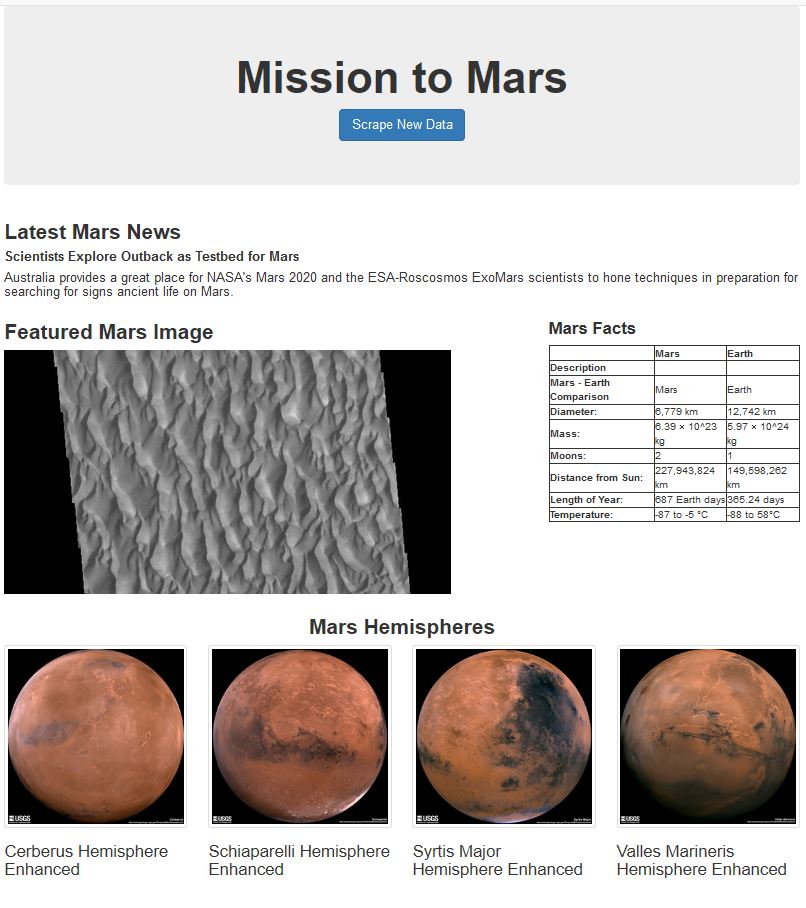 Mission to Mars
Scrape New Data
Latest Mars News
Scientists Explore Outback as Testbed for Mars
Australia provides a great place for NASA's Mars 2020 and the ESA-Roscosmos ExoMars scientists to hone techniques in preparation for
searching for signs ancient life on Mars.
Featured Mars Image
Mars Facts
Mars Earth
Description
Mars - Earth
Comparison Mars Earth
Diameter: 6,779 km 12,742 km
Mass: 6.39 × 10^23
kg 5.97 × 10^24
kg
Moons: 2 1
Distance from Sun: 227,943,824
km 149,598,262
km
Length of Year: 687 Earth days 365.24 days
Temperature: -87 to -5 °C -88 to 58°C
Mars Hemispheres
USGS Cerberus
USGS Schiaparelli
USGS Syrtis Major
USGS Valles Marineris
Cerberus Hemisphere
Enhanced
Schiaparelli Hemisphere
Enhanced
Syrtis Major
Hemisphere Enhanced
Valles Marineris
Hemisphere Enhanced